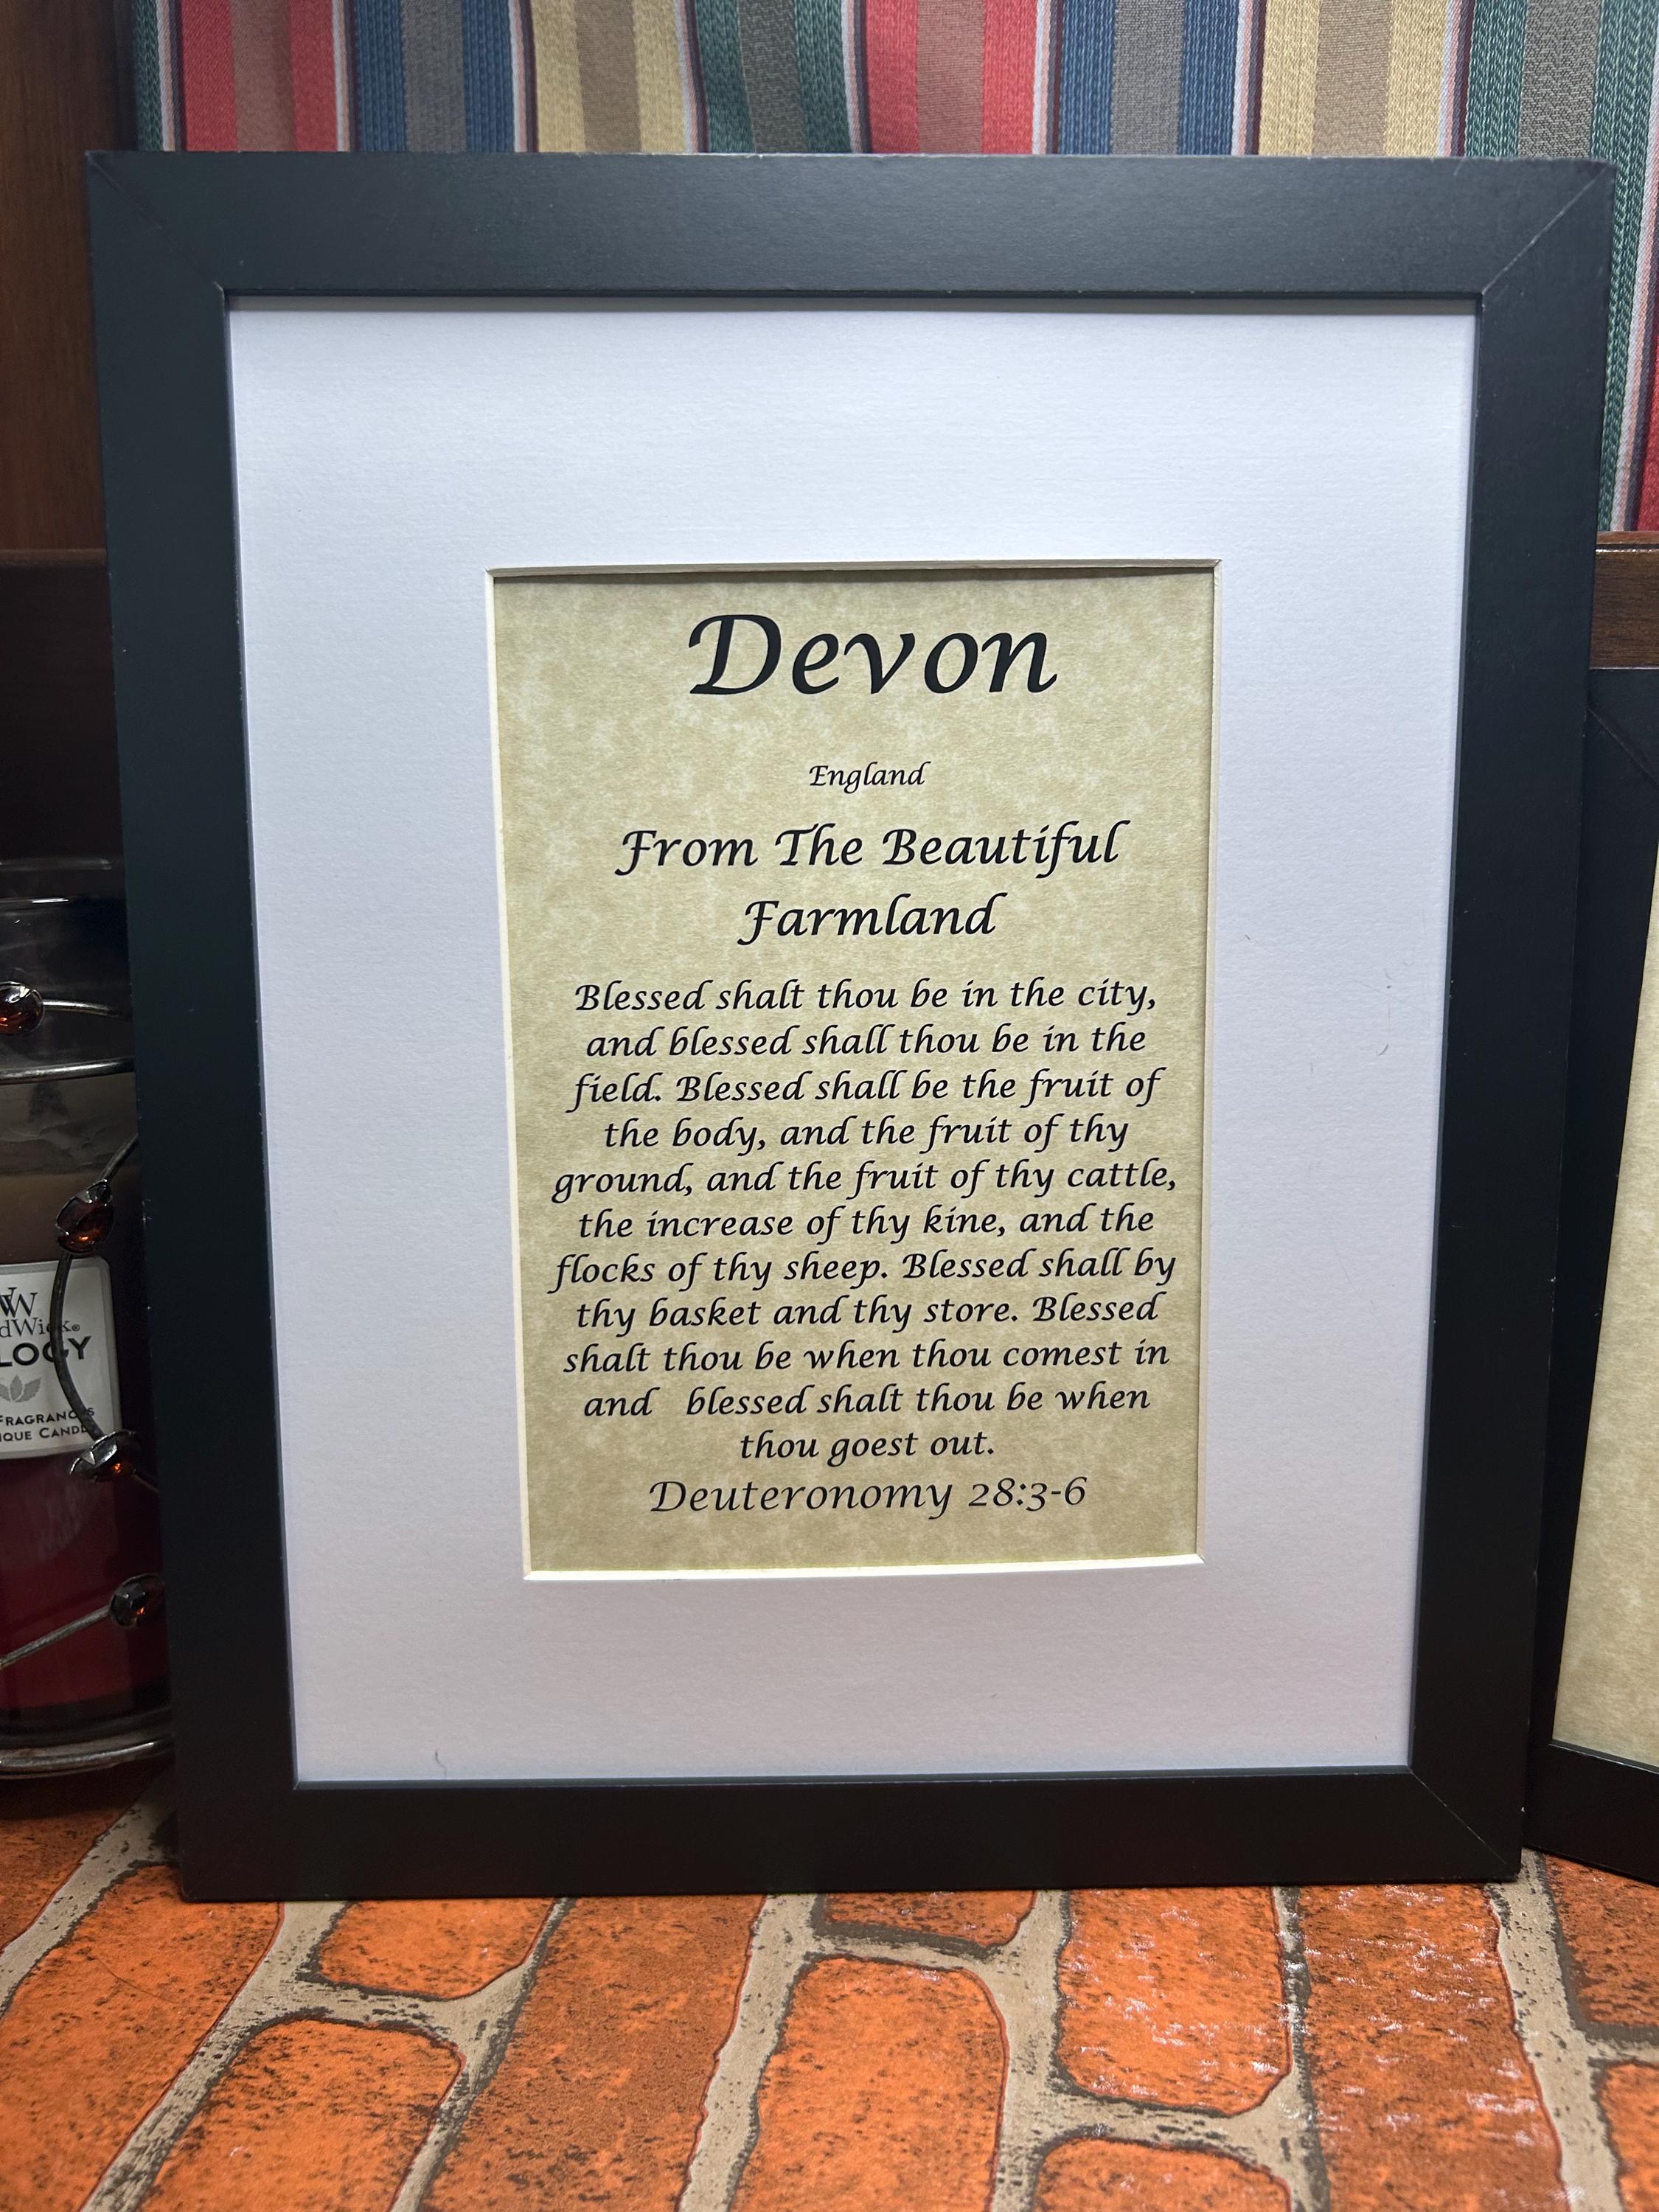 Devon
England
From The Beautiful
Farmland
Blessed shalt thou be in the city,
and blessed shall thou be in the
field. Blessed shall be the fruit of
the body, and the fruit of thy
ground, and the fruit of thy cattle,
the increase of thy kine, and the
flocks of thy sheep. Blessed shall by
thy basket and thy store. Blessed
shalt thou be when thou comest in
and blessed shalt thou be when
thou goest out.
Deuteronomy 28:3-6